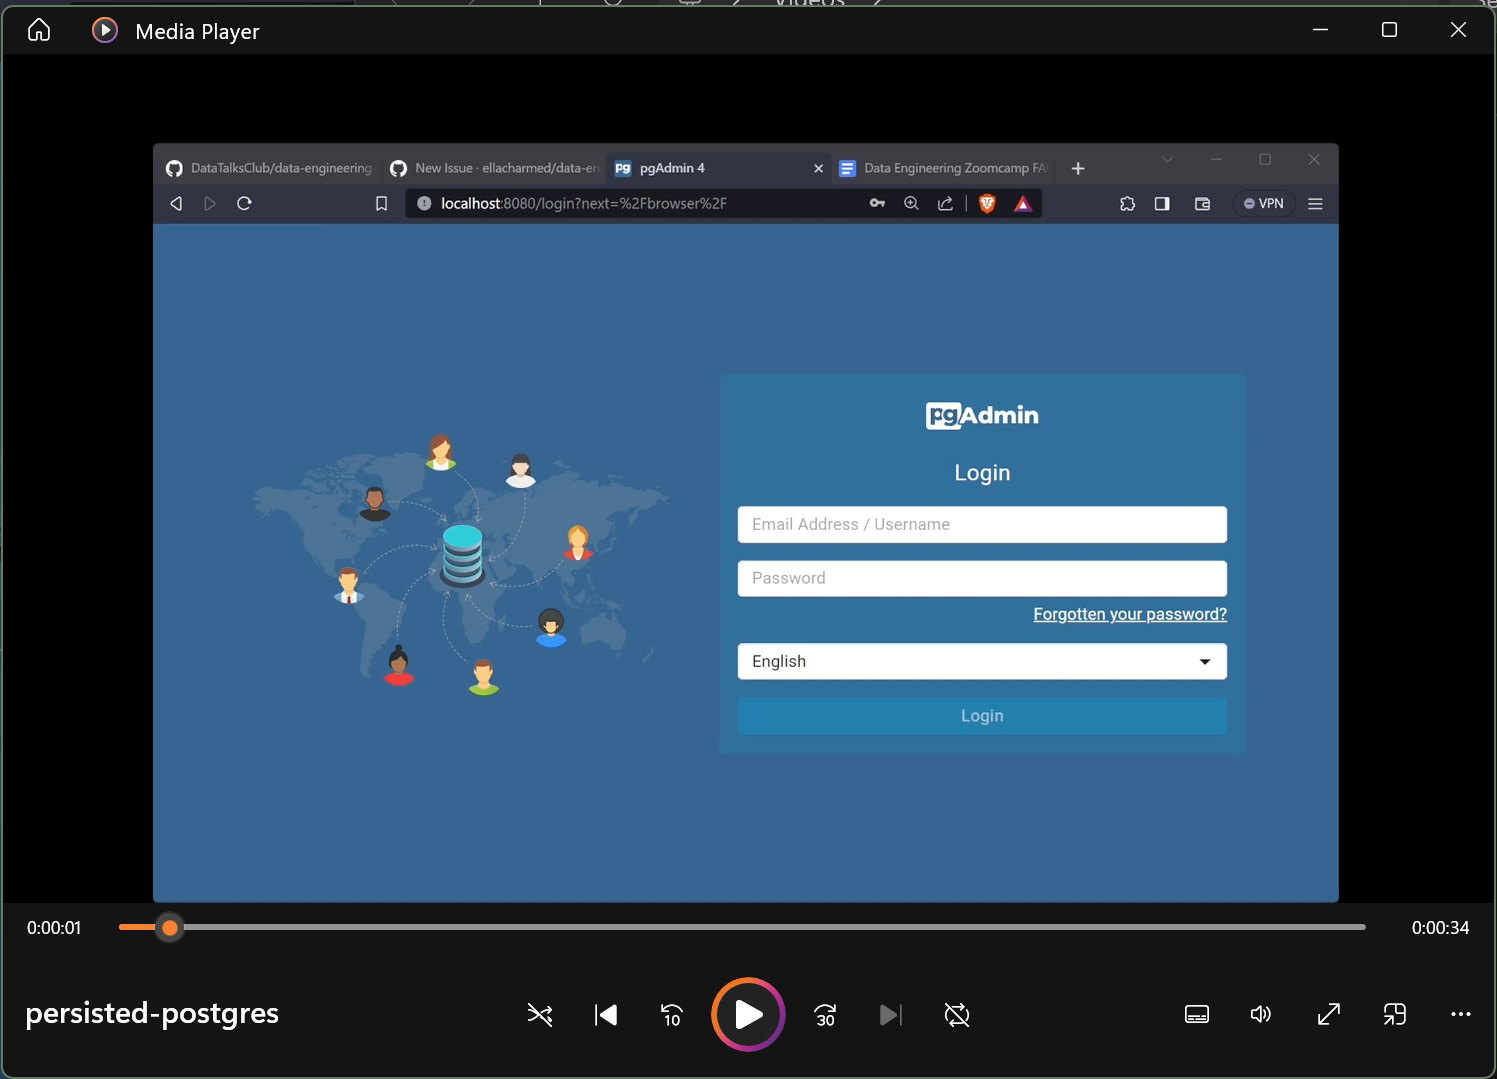 Videos
Media Player
DataTalksClub/data-engineering-
New Issue · ellacharmed/data-en
pg pgAdmin 4
Data Engineering Zoomcamp FA
localhost:8080/login?next=%2Fbrowser%2F
VPN
pgAdmin
Login
Email Address / Username
Password
Forgotten your password?
English
Login
0:00:01
0:00:34
persisted-postgres
10
30